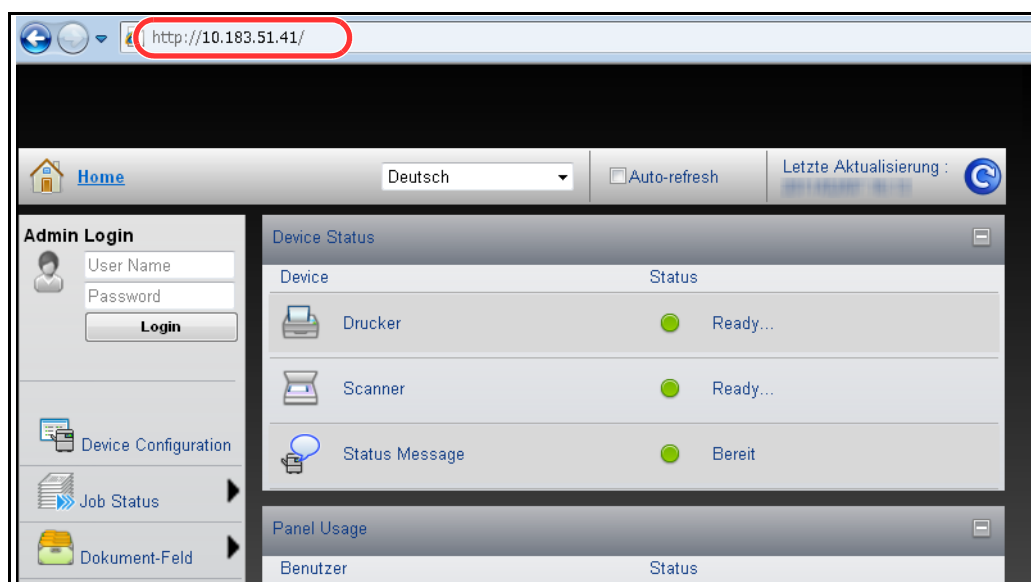 http://10.183.51.41/
Home
Deutsch
Auto-refresh
Letzte Aktualisierung :
Admin Login
User Name
Password
Login
Device Configuration
Job Status
Dokument-Feld
Device Status
Device Status
Drucker Ready...
Scanner Ready...
Status Message Bereit
Panel Usage
Benutzer Status